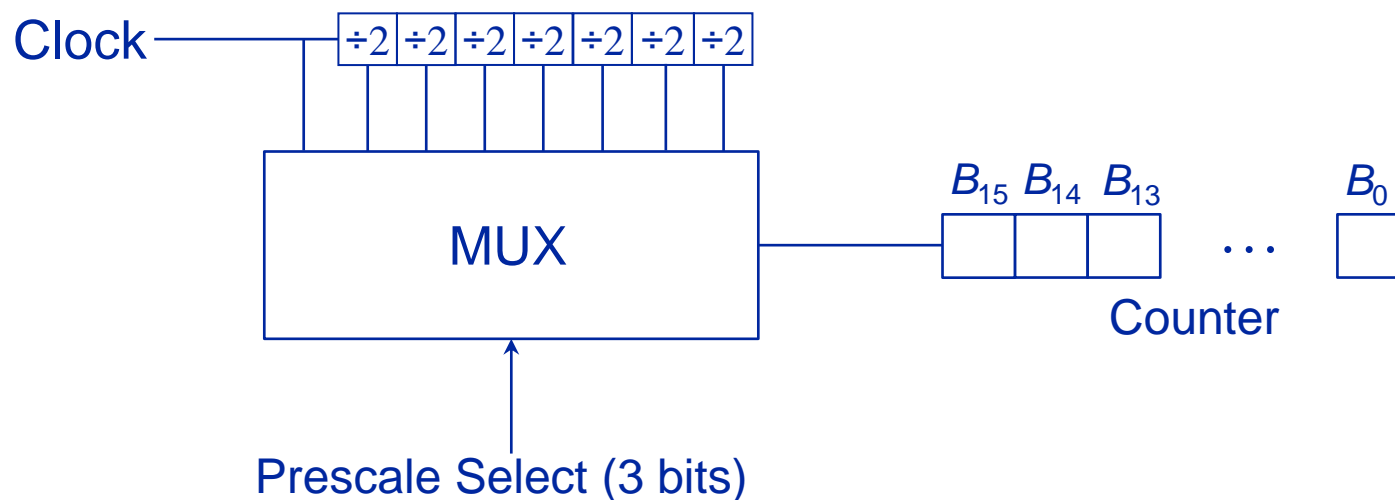 Clock
÷2 ÷2 ÷2 ÷2 ÷2 ÷2 ÷2
MUX
B15 B14 B13 B0
...
Counter
Prescale Select (3 bits)